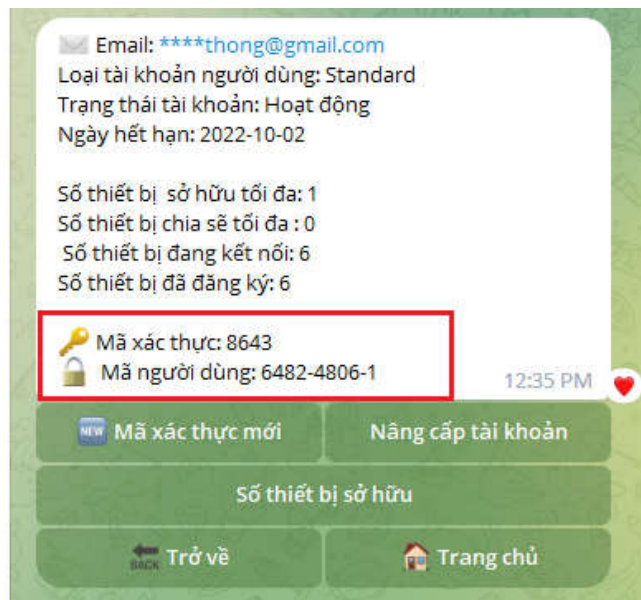 Email: ****thong@gmail.com
Loại tài khoản người dùng: Standard
Trạng thái tài khoản: Hoạt động
Ngày hết hạn: 2022-10-02
Số thiết bị sở hữu tối đa: 1
Số thiết bị chia sẽ tối đa : 0
Số thiết bị đang kết nối: 6
Số thiết bị đã đăng ký: 6
Mã xác thực: 8643
Mã người dùng: 6482-4806-1
12:35 PM
NEW Mã xác thực mới
Nâng cấp tài khoản
Số thiết bị sở hữu
BACK Trở về
Trang chủ